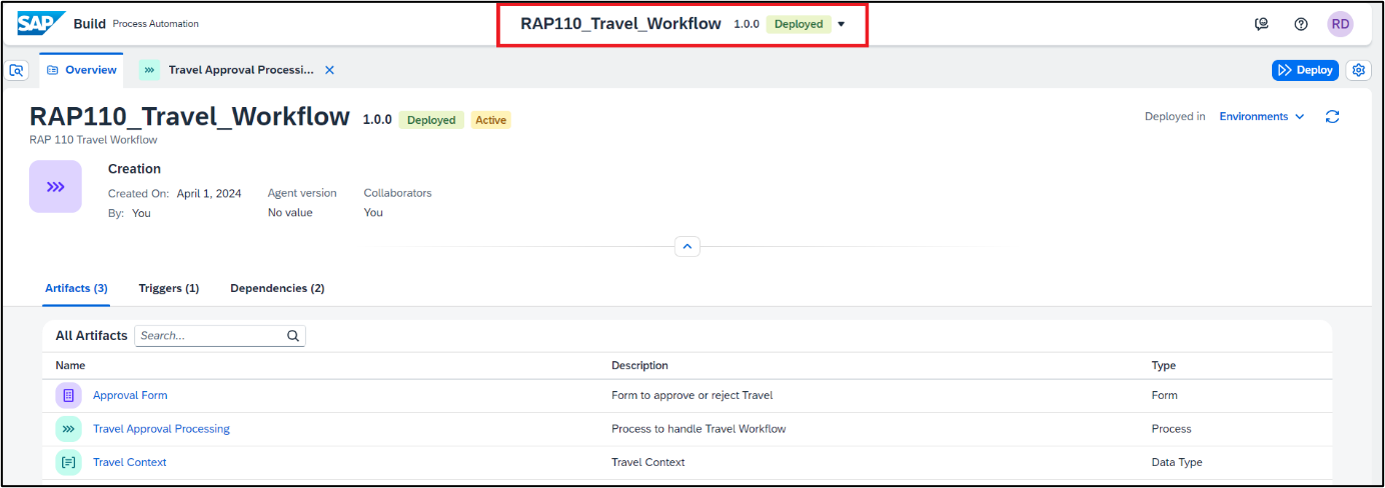 SAP Build Process Automation RAP110_Travel_Workflow 1.0.0 Deployed RD
Overview Travel Approval Processi... Deploy
RAP110_Travel_Workflow 1.0.0 Deployed Active Deployed in Environments
RAP 110 Travel Workflow
Creation
Created On: April 1, 2024 Agent version Collaborators
By: You No value You
Artifacts (3) Triggers (1) Dependencies (2)
All Artifacts Search...
Name Description Type
Approval Form Form to approve or reject Travel Form
Travel Approval Processing Process to handle Travel Workflow Process
Travel Context Travel Context Data Type